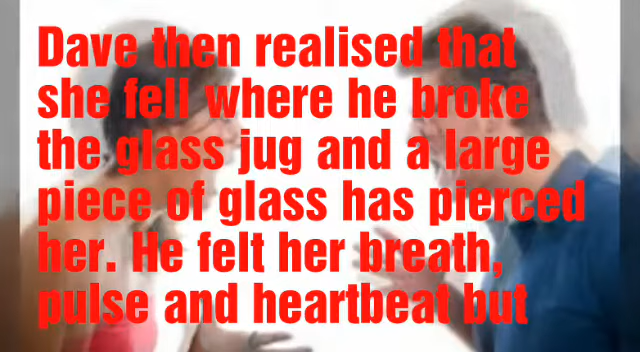 Dave then realised that
she fell where he broke
the glass jug and a large
piece of glass has pierced
her. He felt her breath,
pulse and heartbeat but